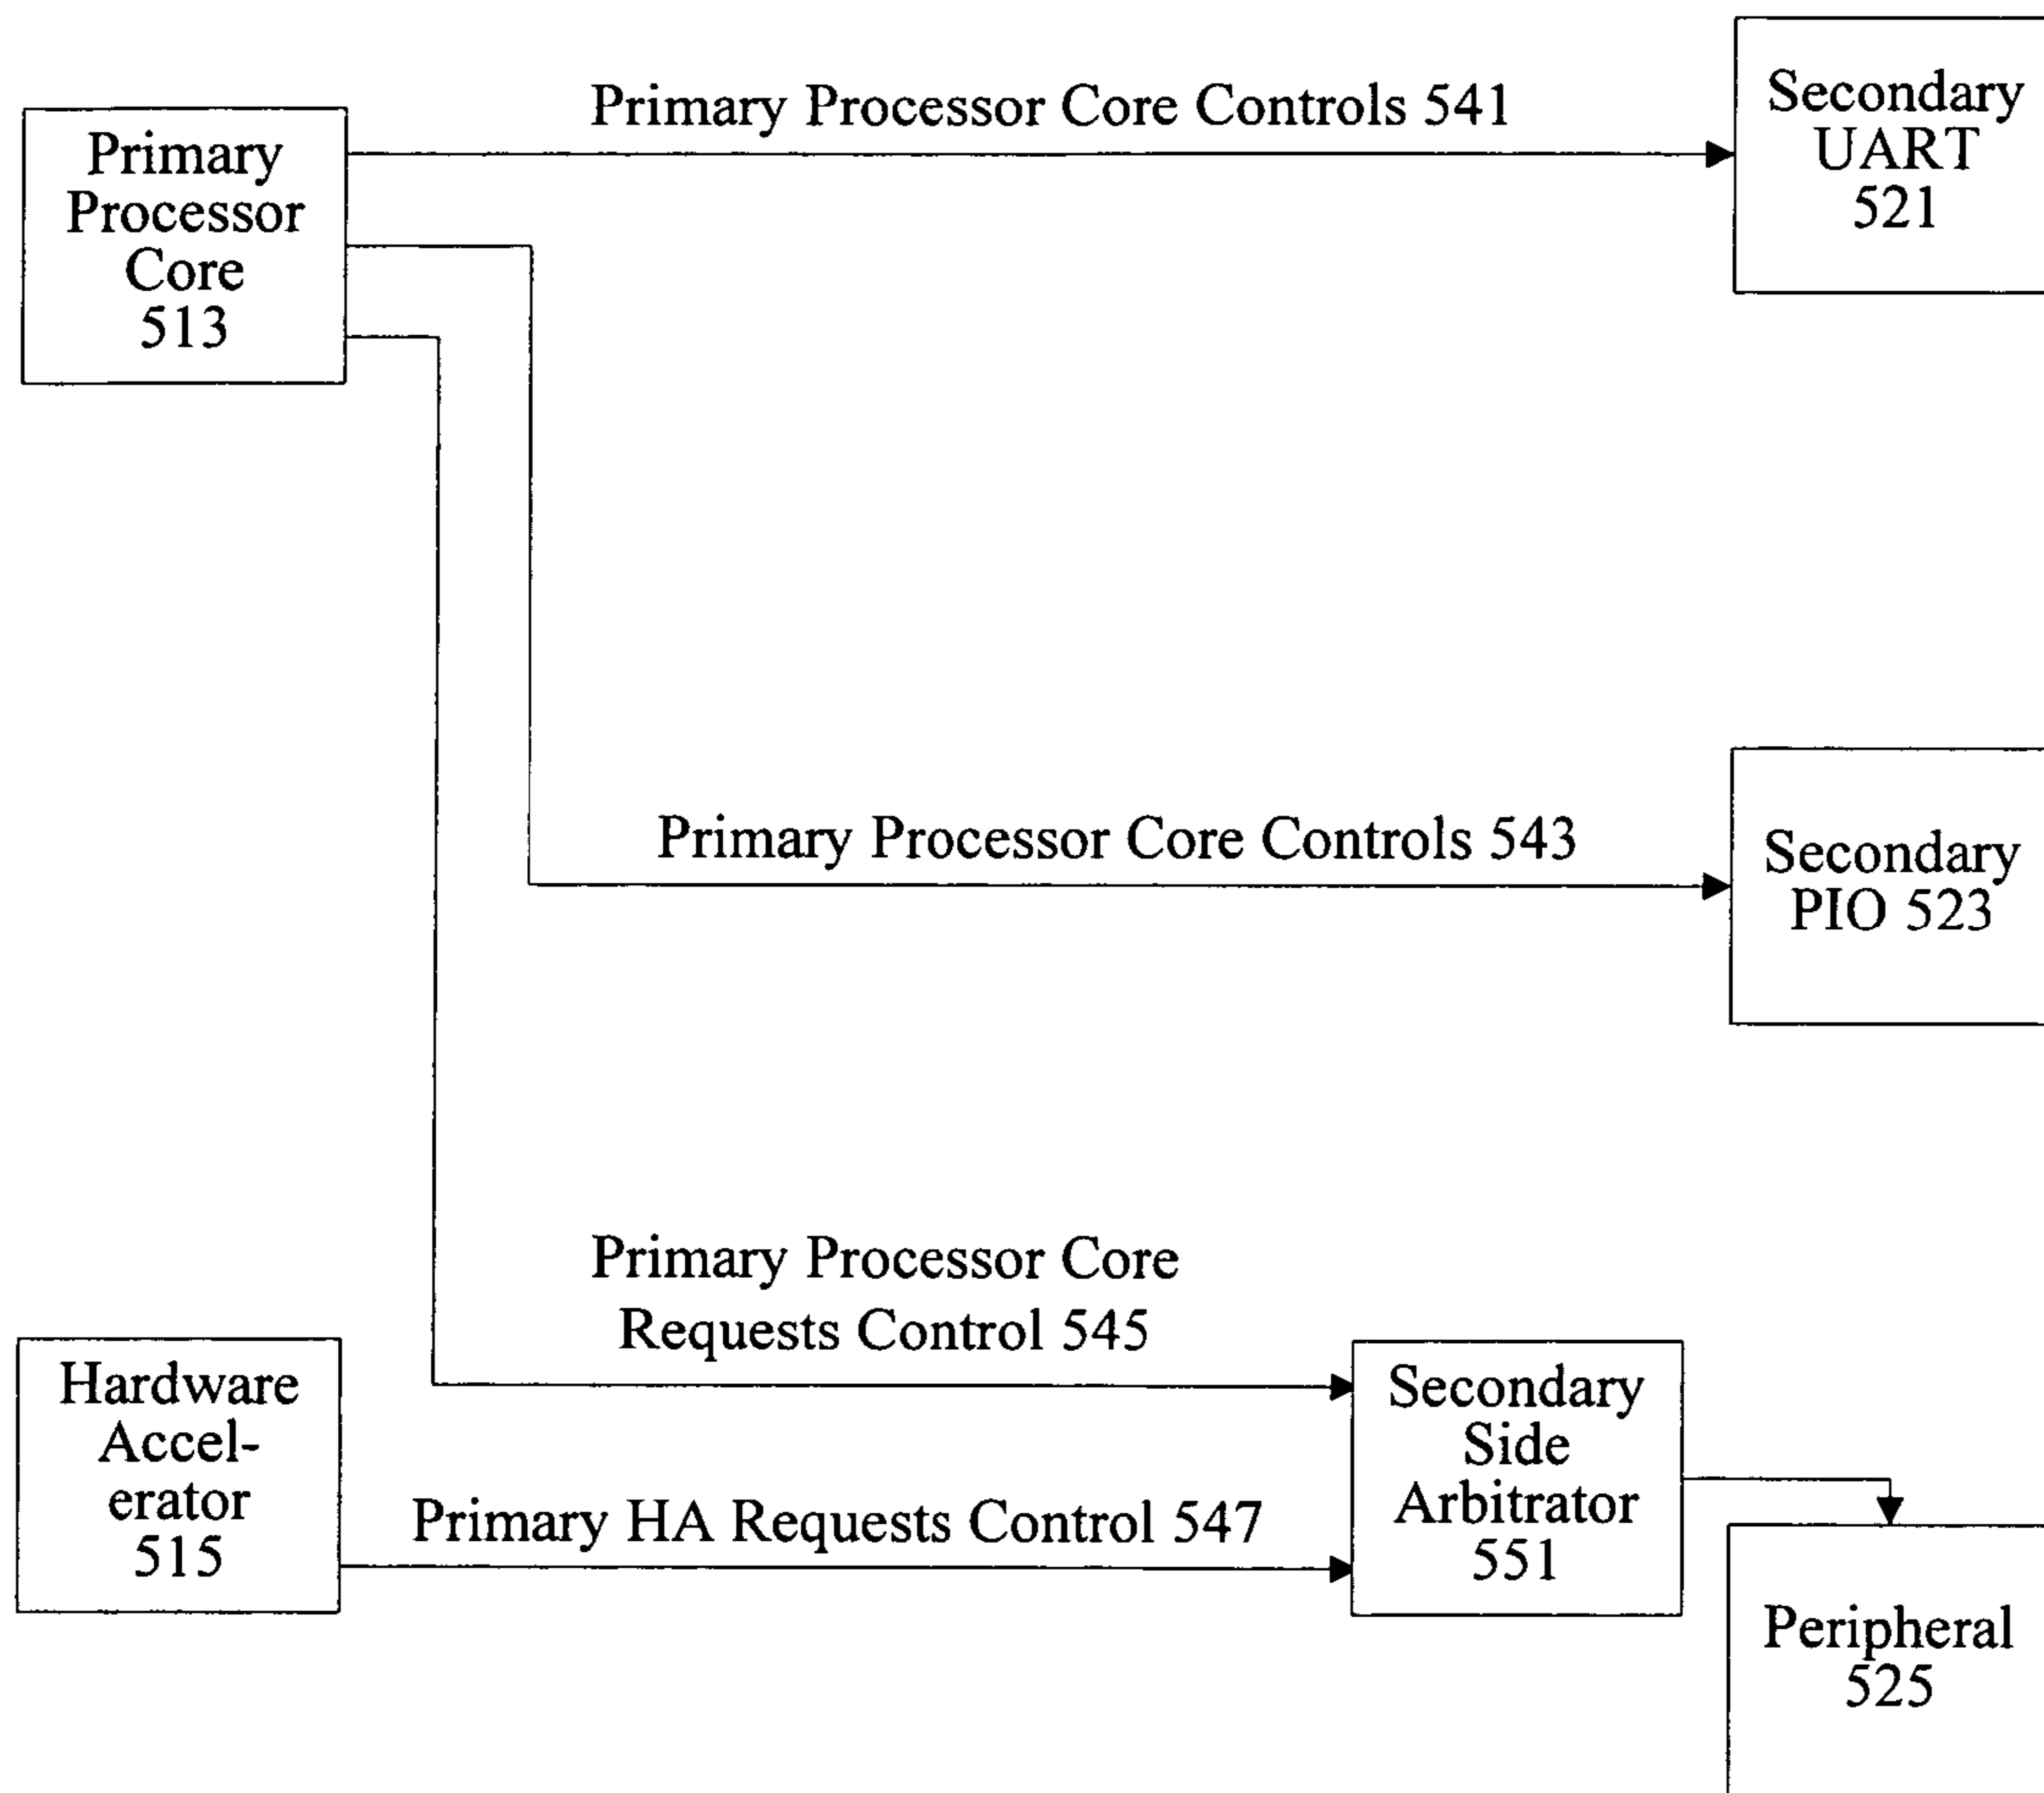 Primary Processor Core Controls 541
Secondary
UART
521
Primary
Processor
Core
513
Primary Processor Core Controls 543
Secondary
PIO 523
Primary Processor Core
Requests Control 545
Hardware
Accel-
erator
515
Primary HA Requests Control 547
Secondary
Side
Arbitrator
551
Peripheral
525